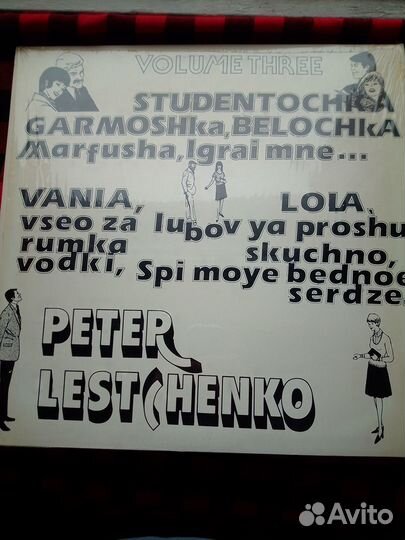 VOLUME THREE
STUDENTOCHKA
GARMOSHka, BELOCHKA
Marfusha, Igrai mne...
VANIA, LOLA,
vseo za lubov ya proshu
rumka skuchno,
vodki, Spi moye bednoe
serdze.
PETER
LESTCHENKO
Avito